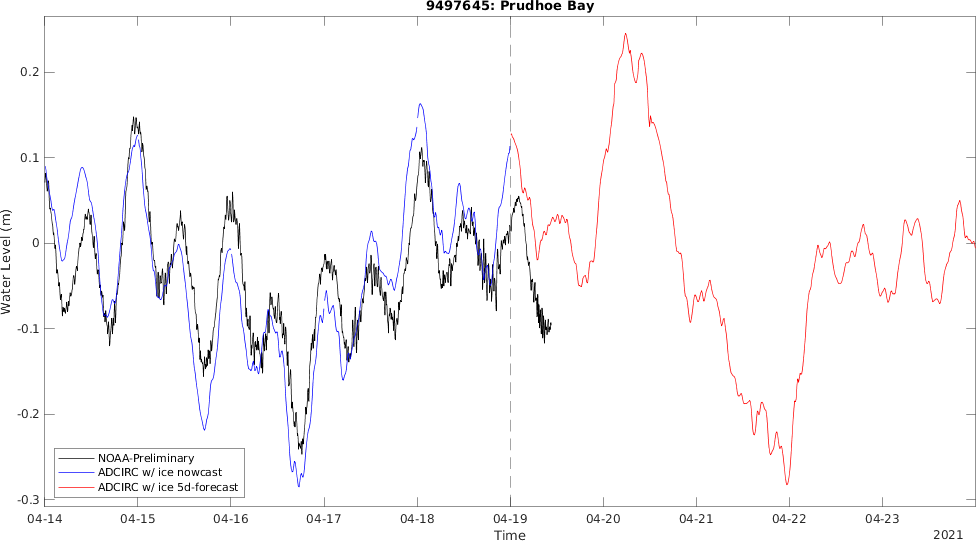 9497645: Prudhoe Bay
Water Level (m)
0.2
0.1
0
-0.1
-0.2
-0.3
NOAA-Preliminary
ADCIRC w/ ice nowcast
ADCIRC w/ ice 5d-forecast
04-14 04-15 04-16 04-17 04-18 04-19 04-20 04-21 04-22 04-23
Time
2021